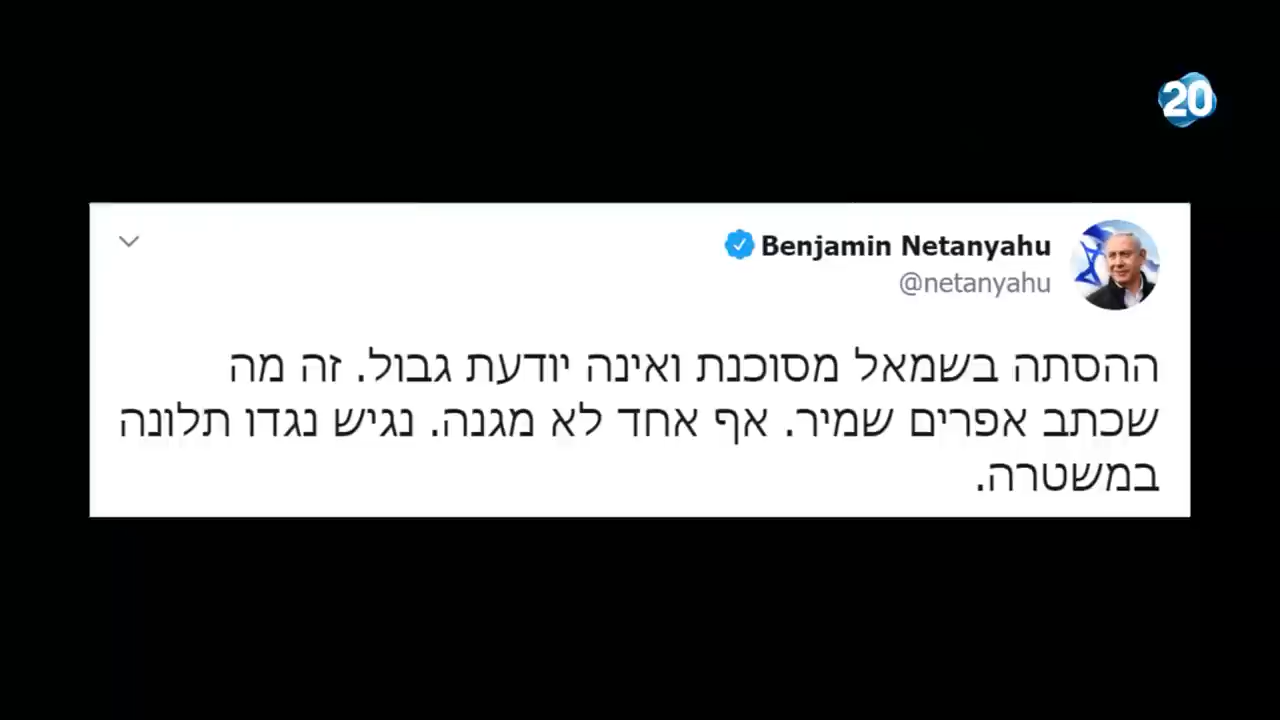 20
Benjamin Netanyahu
@netanyahu
ההסתה בשמאל מסוכנת ואינה יודעת גבול. זה מה
שכתב אפרים שמיר. אף אחד לא מגנה. נגיש נגדו תלונה
במשטרה.